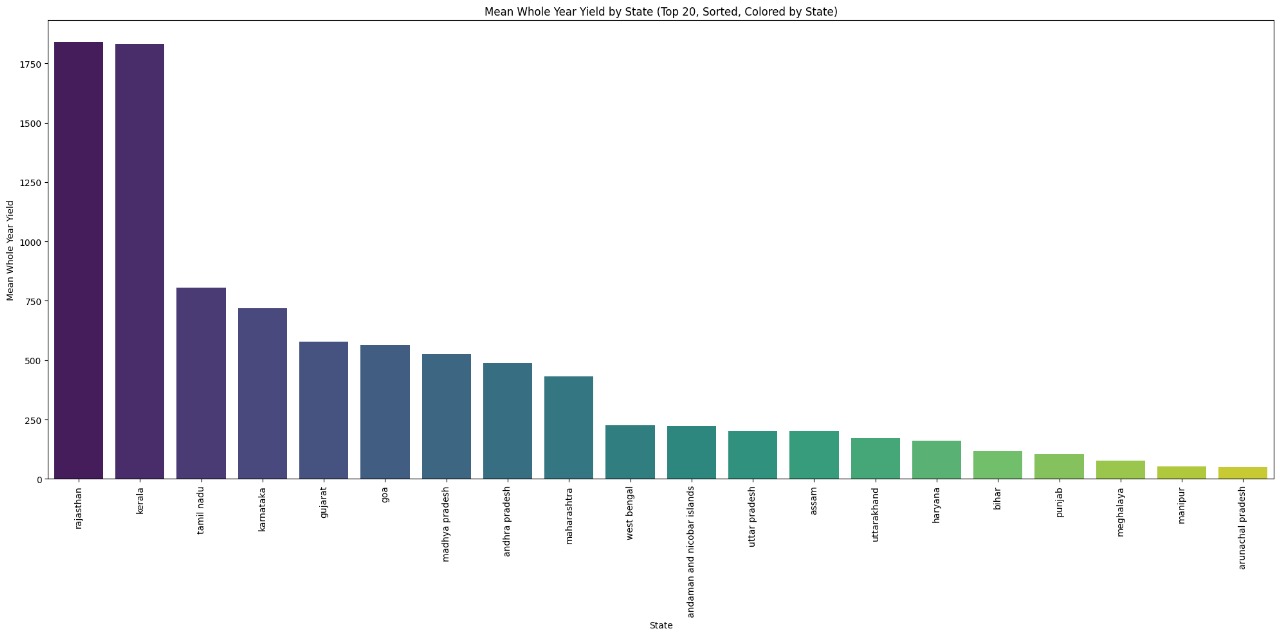 Mean Whole Year Yield by State (Top 20, Sorted, Colored by State)
Mean Whole Year Yield
1750
1500
1250
1000
750
500
250
0
rajasthan
kerala
tamil nadu
karnataka
gujarat
goa
madhya pradesh
andhra pradesh
maharashtra
west bengal
andaman and nicobar islands
uttar pradesh
assam
uttarakhand
haryana
bihar
punjab
meghalaya
manipur
arunachal pradesh
State